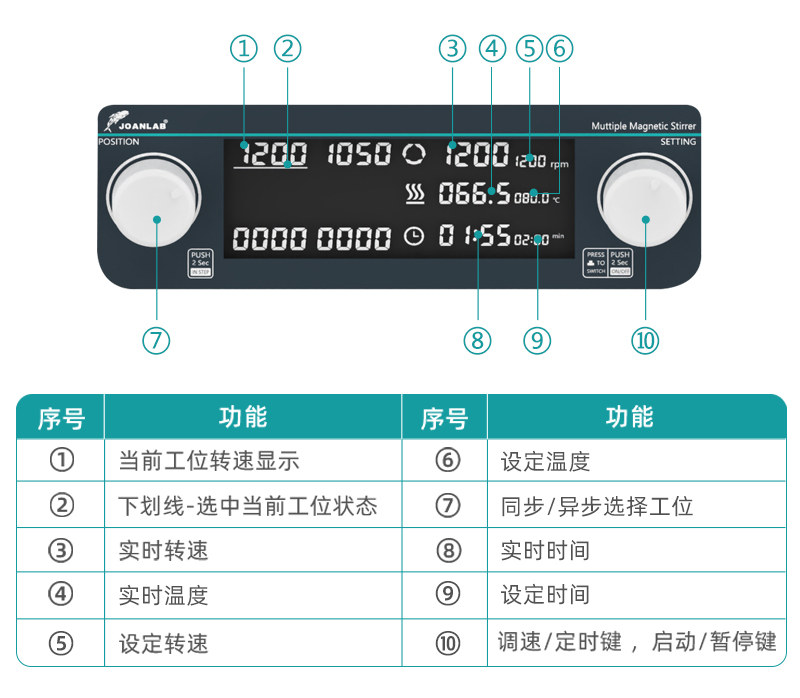 ① ② ③ ④ ⑤ ⑥
JOANLAB®
Muttiple Magnetic Stirrer
POSITION
SETTING
1200 1050 1200 1200 rpm
066.5 080.0 ℃
0000 0000 01:55 02:00 min
PUSH
2 Sec
IN STEP
PRESS
TO
SWITCH
PUSH
2 Sec
ON/OFF
⑦ ⑧ ⑨ ⑩
序号 功能 序号 功能
① 当前工位转速显示 ⑥ 设定温度
② 下划线-选中当前工位状态 ⑦ 同步/异步选择工位
③ 实时转速 ⑧ 实时时间
④ 实时温度 ⑨ 设定时间
⑤ 设定转速 ⑩ 调速/定时键，启动/暂停键